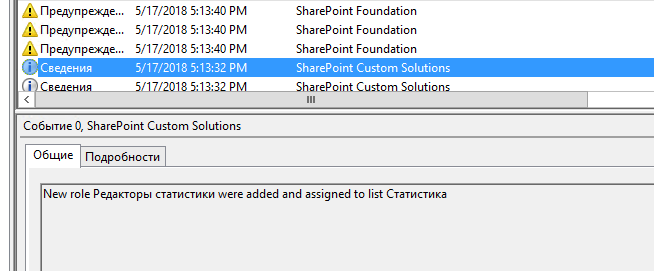 Предупрежде... 5/17/2018 5:13:40 PM SharePoint Foundation
Предупрежде... 5/17/2018 5:13:40 PM SharePoint Foundation
Предупрежде... 5/17/2018 5:13:40 PM SharePoint Foundation
Сведения 5/17/2018 5:13:32 PM SharePoint Custom Solutions
Сведения 5/17/2018 5:13:32 PM SharePoint Custom Solutions
Событие 0, SharePoint Custom Solutions
Общие Подробности
New role Редакторы статистики were added and assigned to list Статистика